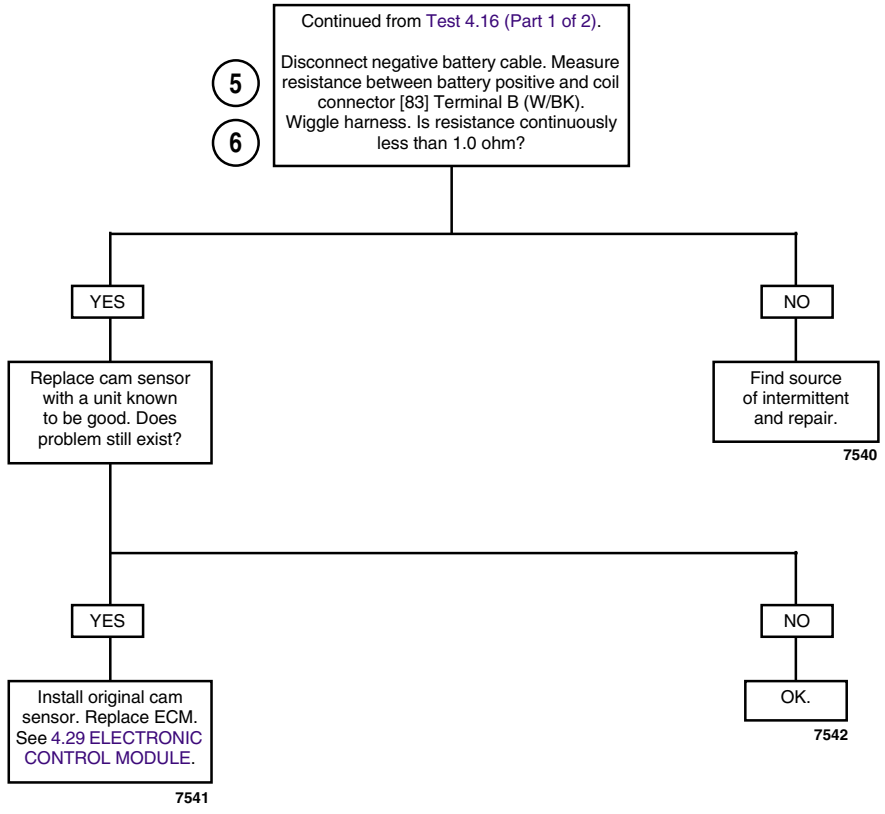 Continued from Test 4.16 (Part 1 of 2).
Disconnect negative battery cable. Measure
resistance between battery positive and coil
connector [83] Terminal B (W/BK).
Wiggle harness. Is resistance continuously
less than 1.0 ohm?
5
6
YES
NO
Replace cam sensor
with a unit known
to be good. Does
problem still exist?
Find source
of intermittent
and repair.
7540
YES
NO
Install original cam
sensor. Replace ECM.
See 4.29 ELECTRONIC
CONTROL MODULE.
7541
OK.
7542